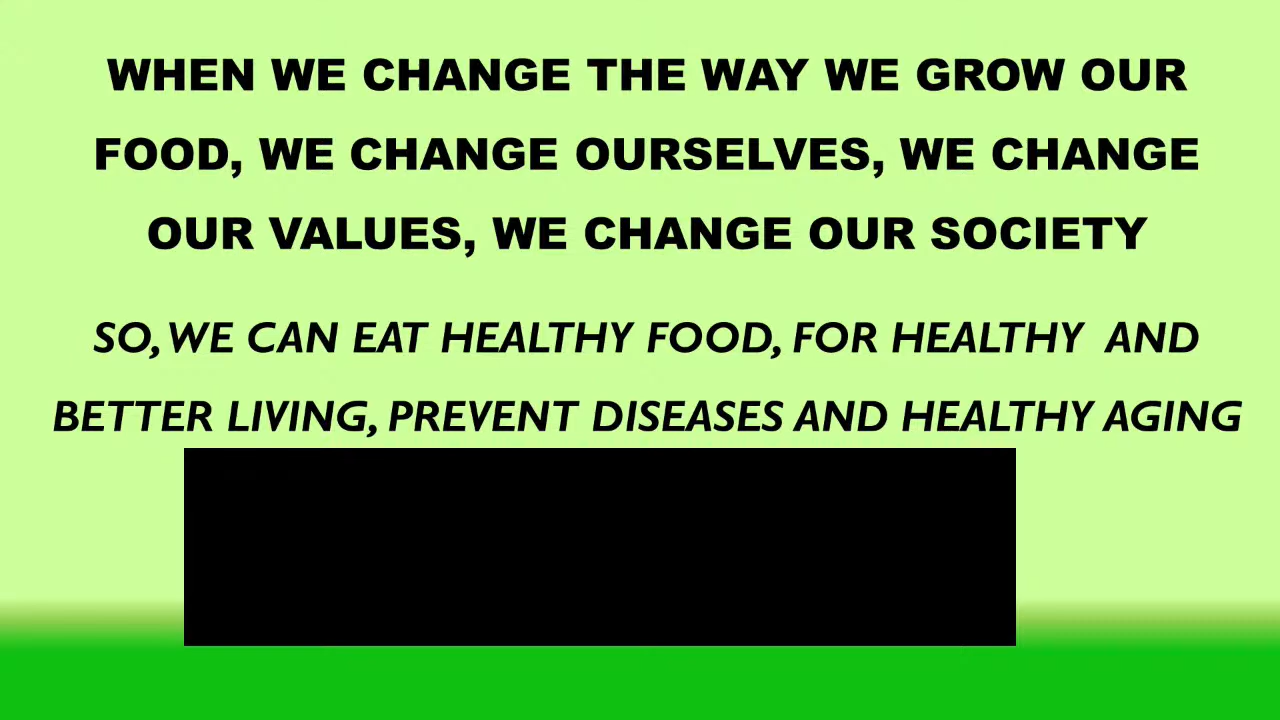 WHEN WE CHANGE THE WAY WE GROW OUR
FOOD, WE CHANGE OURSELVES, WE CHANGE
OUR VALUES, WE CHANGE OUR SOCIETY
SO, WE CAN EAT HEALTHY FOOD, FOR HEALTHY AND
BETTER LIVING, PREVENT DISEASES AND HEALTHY AGING